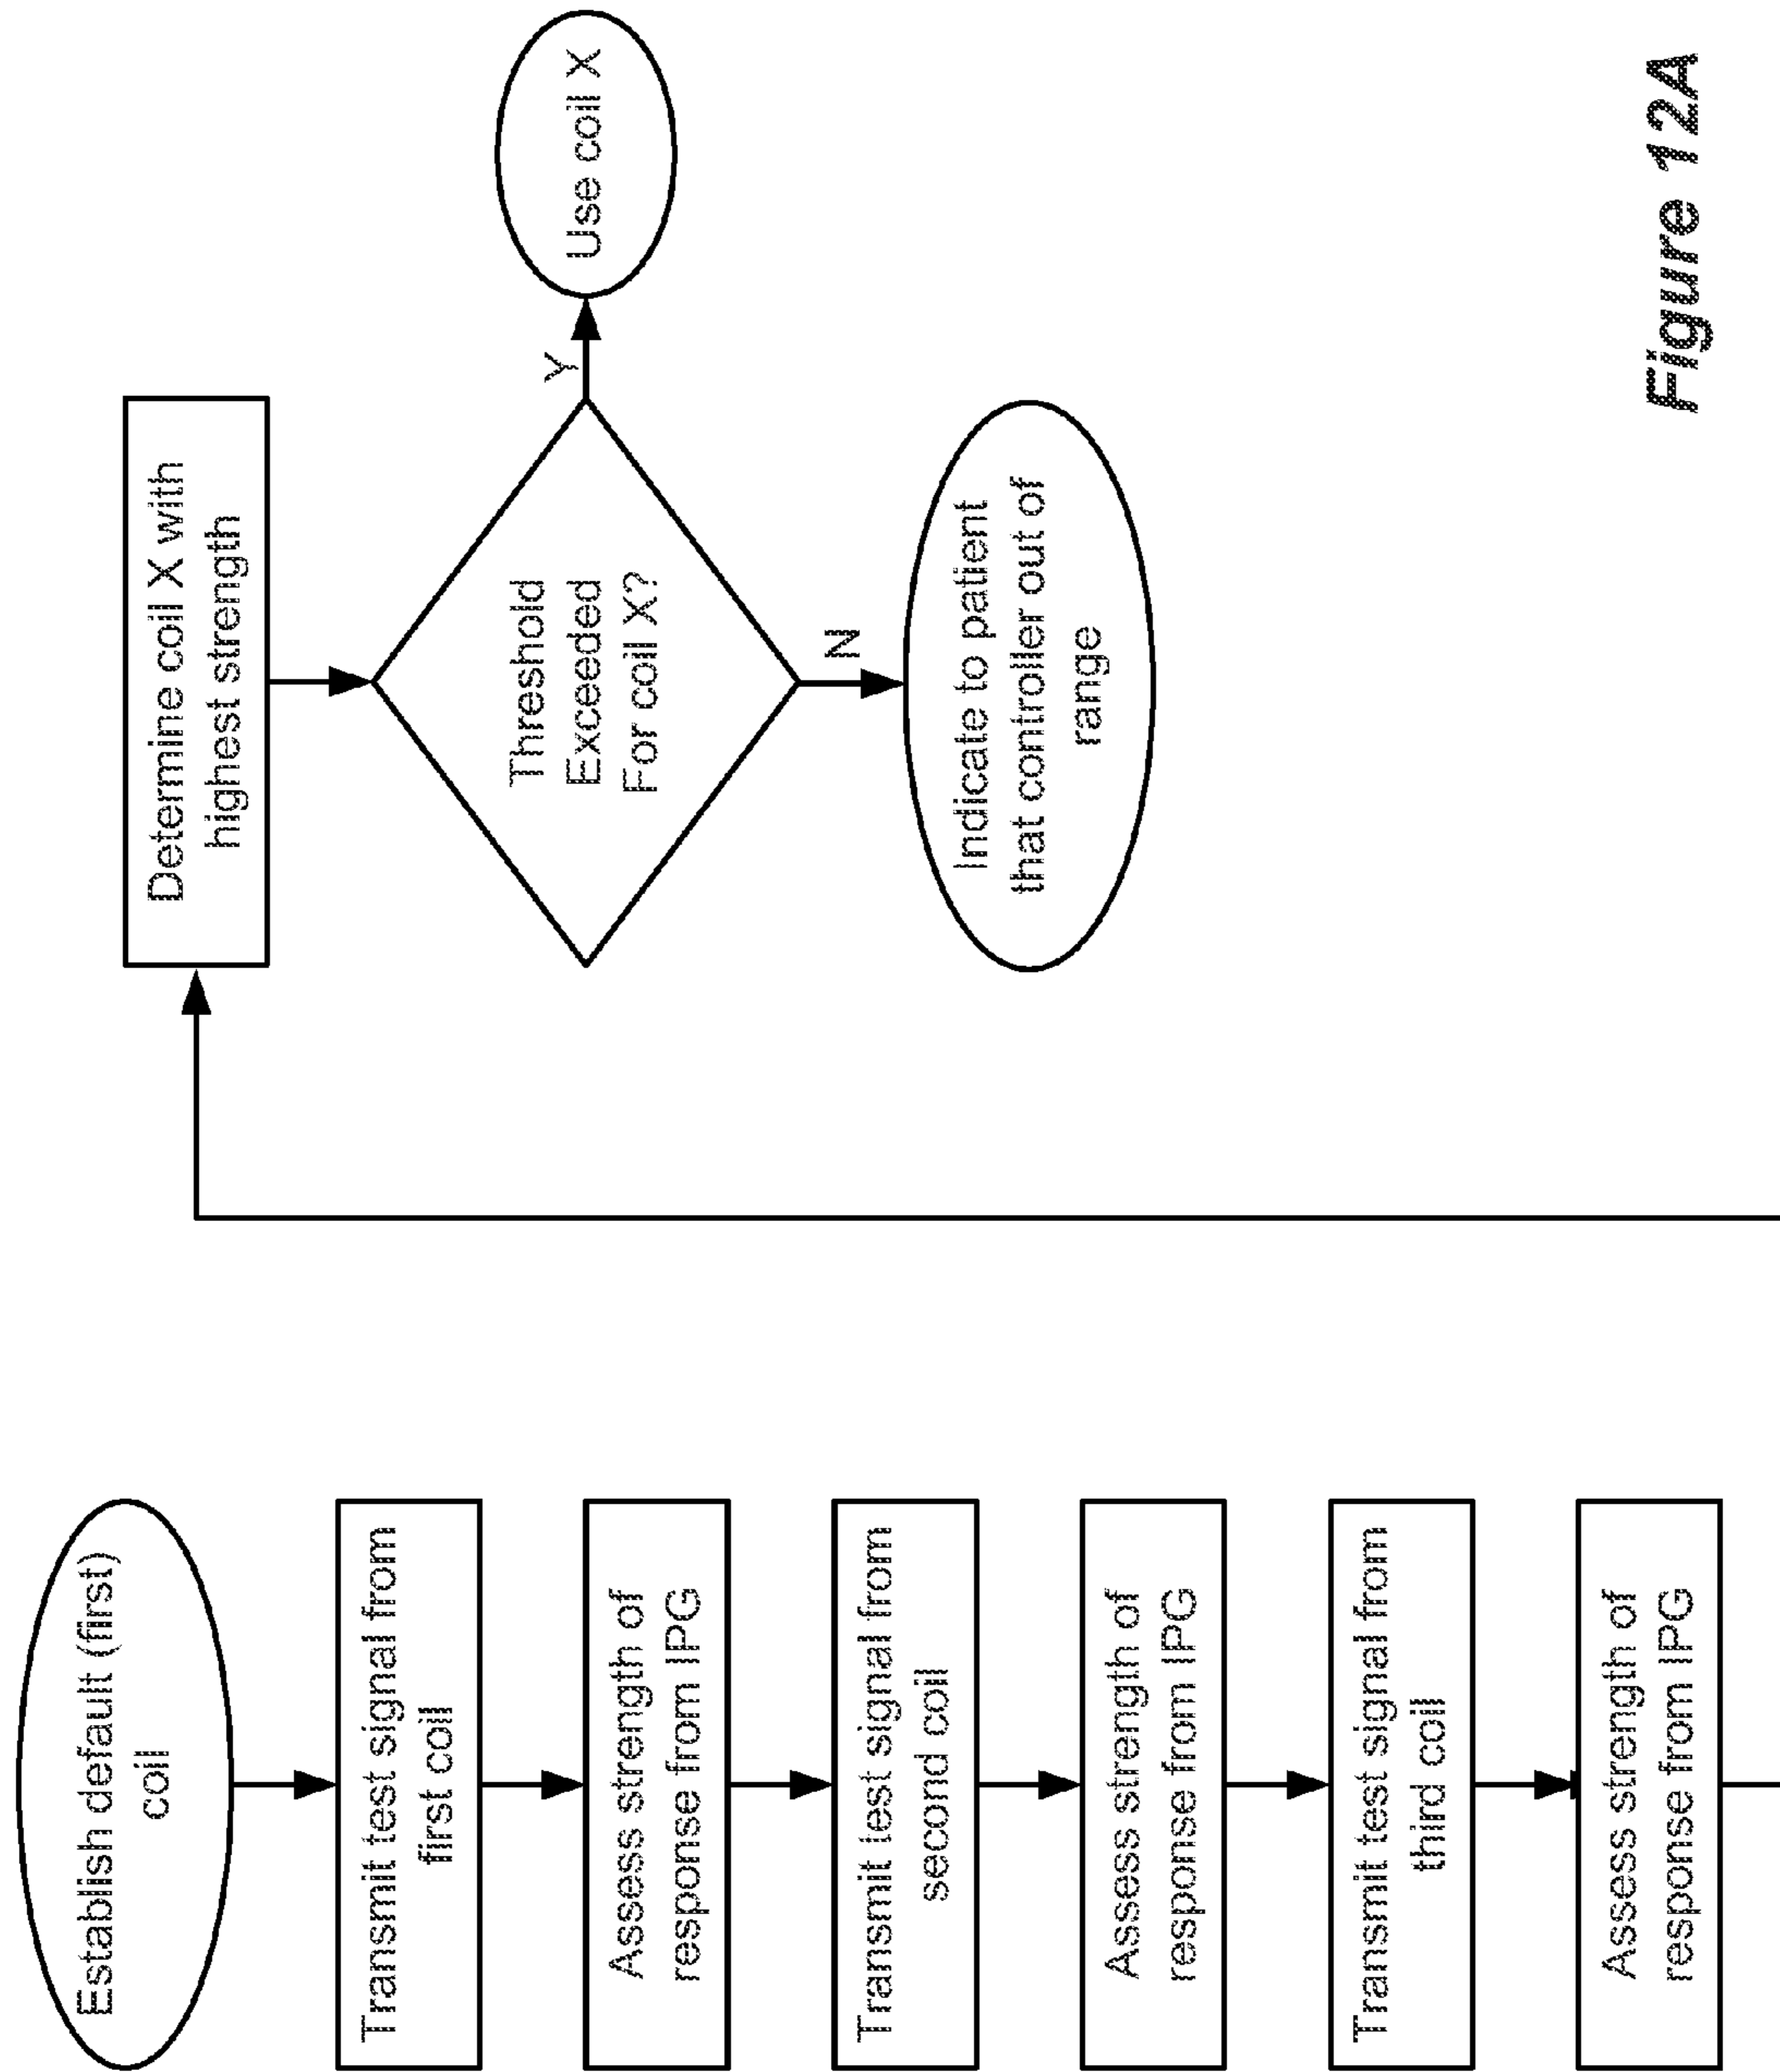 Establish default (first)
coil
Transmit test signal from
first coil
Assess strength of
response from IPG
Transmit test signal from
second coil
Assess strength of
response from IPG
Transmit test signal from
third coil
Assess strength of
response from IPG
Determine coil X with
highest strength
Threshold
Exceeded
For coil X?
Y
Use coil X
N
Indicate to patient
that controller out of
range
Figure 12A